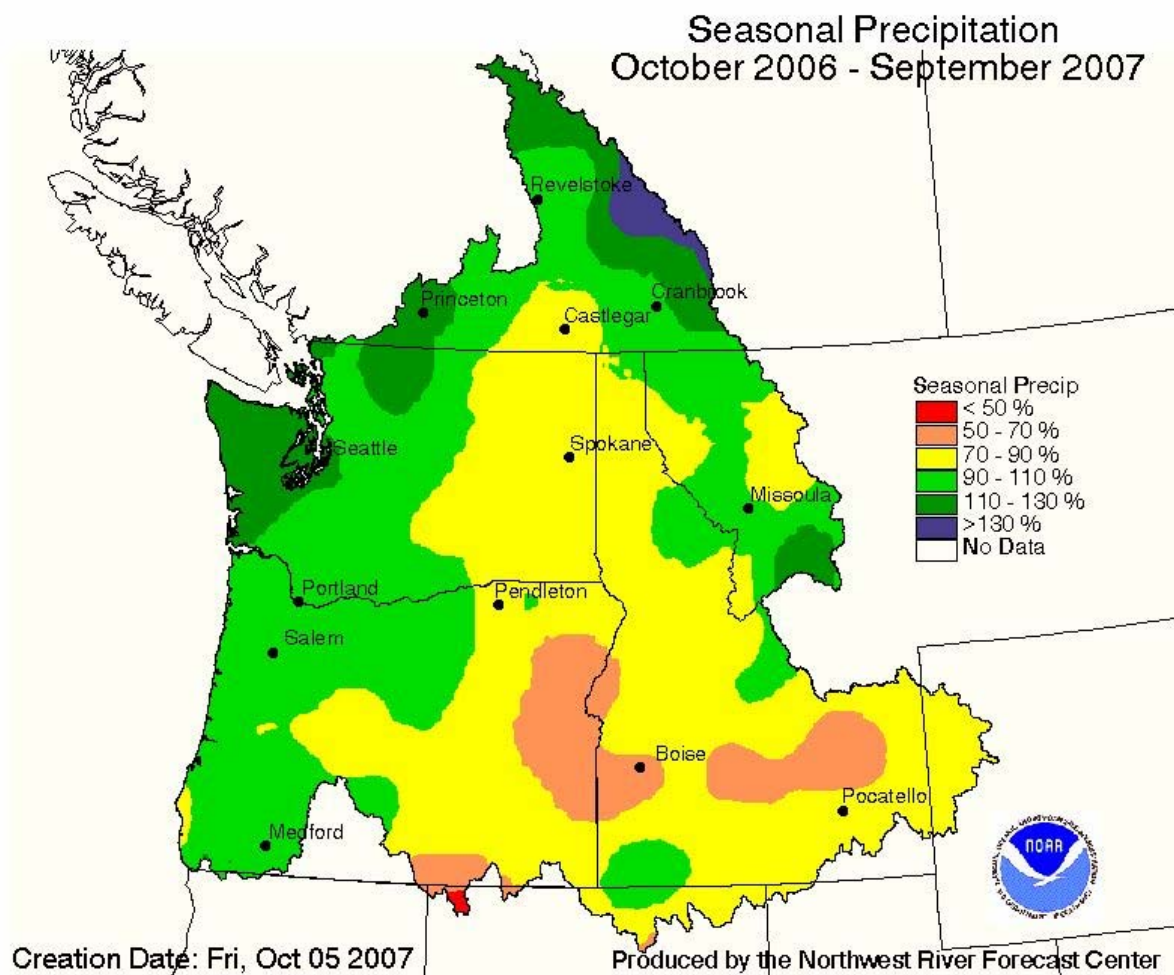 Seasonal Precipitation
October 2006 - September 2007
Revelstoke
Princeton
Cranbrook
Castlegar
Seasonal Precip
< 50 %
50 - 70 %
70 - 90 %
90 - 110 %
110 - 130 %
>130 %
No Data
Seattle
Spokane
Missoula
Portland
Pendleton
Salem
Boise
Pocatello
Medford
NOAA
Creation Date: Fri, Oct 05 2007
Produced by the Northwest River Forecast Center